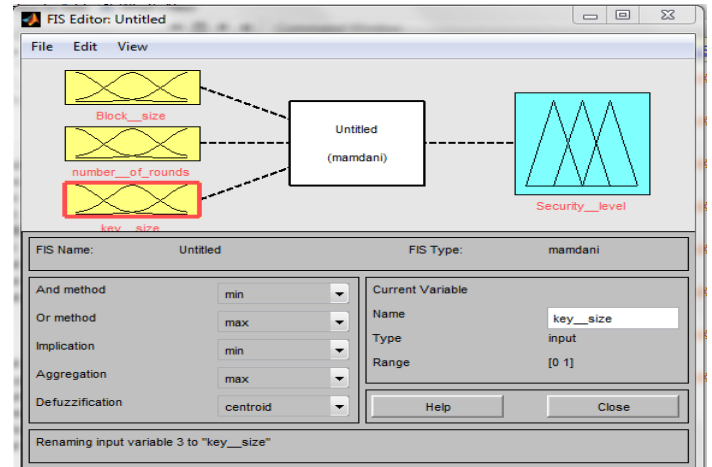 FIS Editor: Untitled
File Edit View
Block__size
number__of_rounds
key__size
Untitled
(mamdani)
Security__level
FIS Name: Untitled FIS Type: mamdani
And method min
Or method max
Implication min
Aggregation max
Defuzzification centroid
Current Variable
Name key__size
Type input
Range [0 1]
Help Close
Renaming input variable 3 to "key__size"